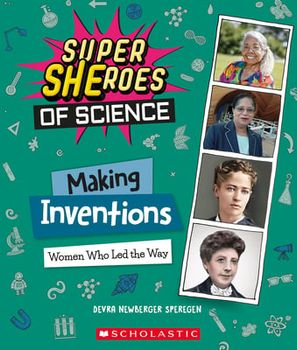 SUPER
SHEROES
OF SCIENCE
Making
Inventions
Women Who Led the Way
DEVRA NEWBERGER SPEREGEN
SCHOLASTIC